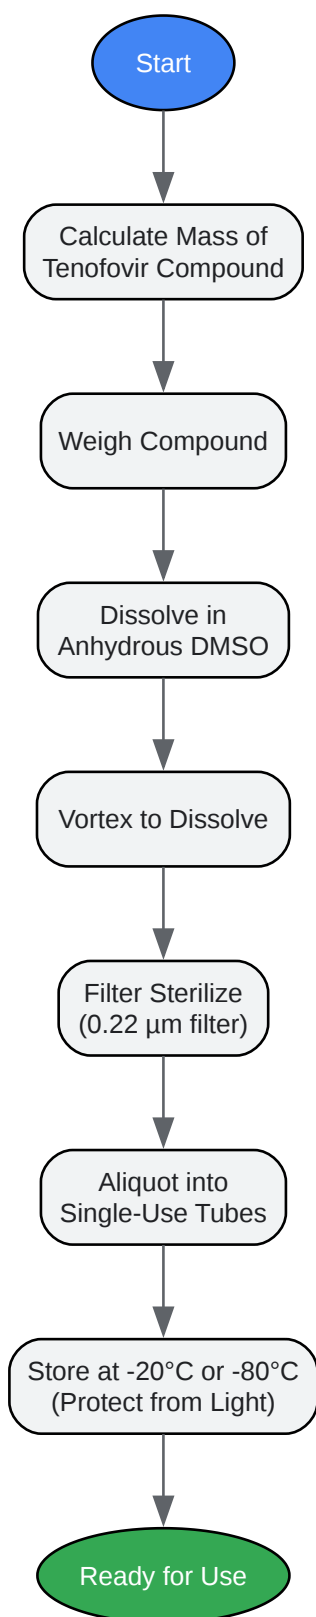 Start
Calculate Mass of
Tenofovir Compound
Weigh Compound
Dissolve in
Anhydrous DMSO
Vortex to Dissolve
Filter Sterilize
(0.22 µm filter)
Aliquot into
Single-Use Tubes
Store at -20°C or -80°C
(Protect from Light)
Ready for Use